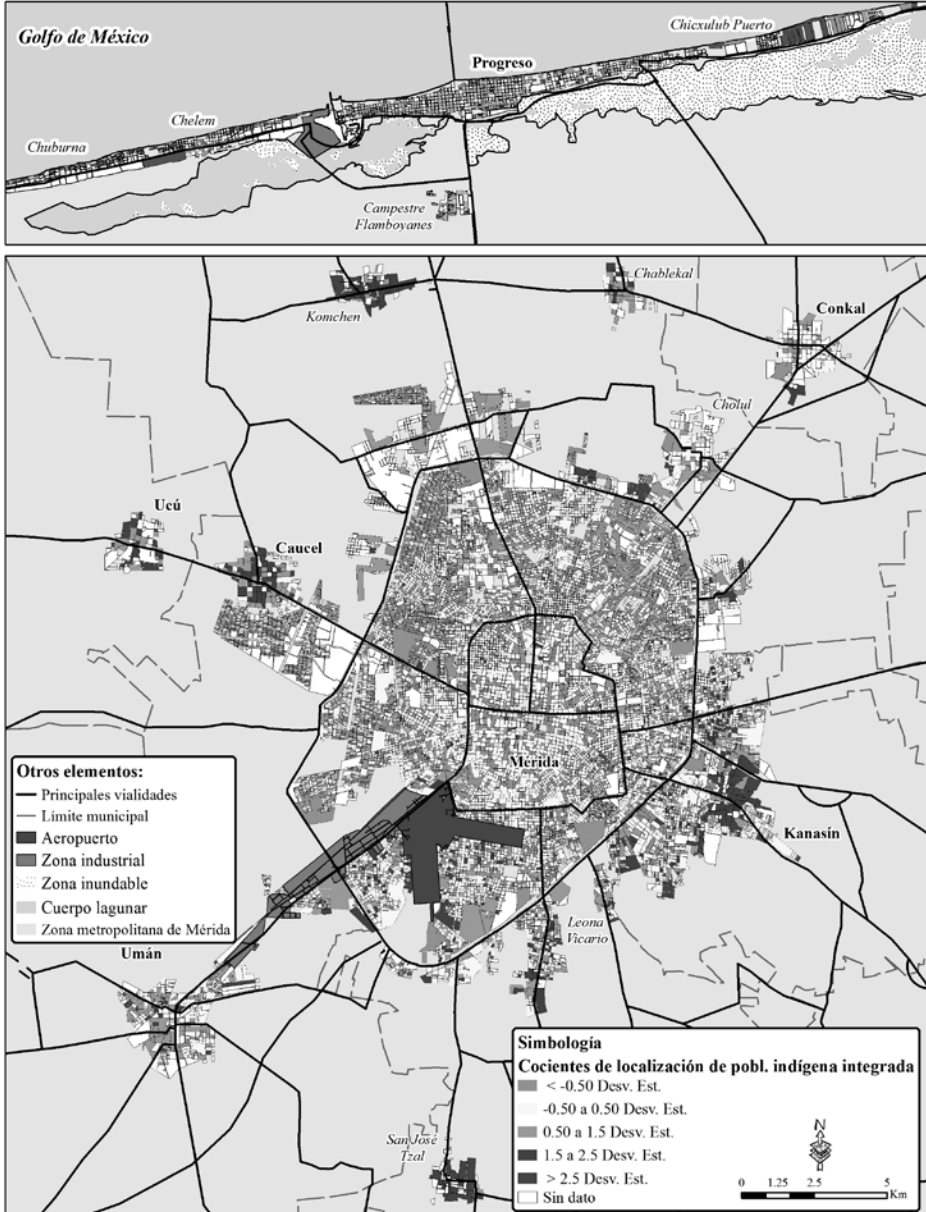 Golfo de México
Chicxulub Puerto
Progreso
Chelem
Chuburna
Campestre
Flamboyanes
Chablekal
Komchen
Conkal
Cholul
Ucú
Caucel
Mérida
Kanasín
Leona
Vicario
Umán
San José
Tzal
Otros elementos:
Principales vialidades
Límite municipal
Aeropuerto
Zona industrial
Zona inundable
Cuerpo lagunar
Zona metropolitana de Mérida
Simbología
Cocientes de localización de pobl. indígena integrada
< -0.50 Desv. Est.
-0.50 a 0.50 Desv. Est.
0.50 a 1.5 Desv. Est.
1.5 a 2.5 Desv. Est.
> 2.5 Desv. Est.
Sin dato
N
0 1.25 2.5 5
Km